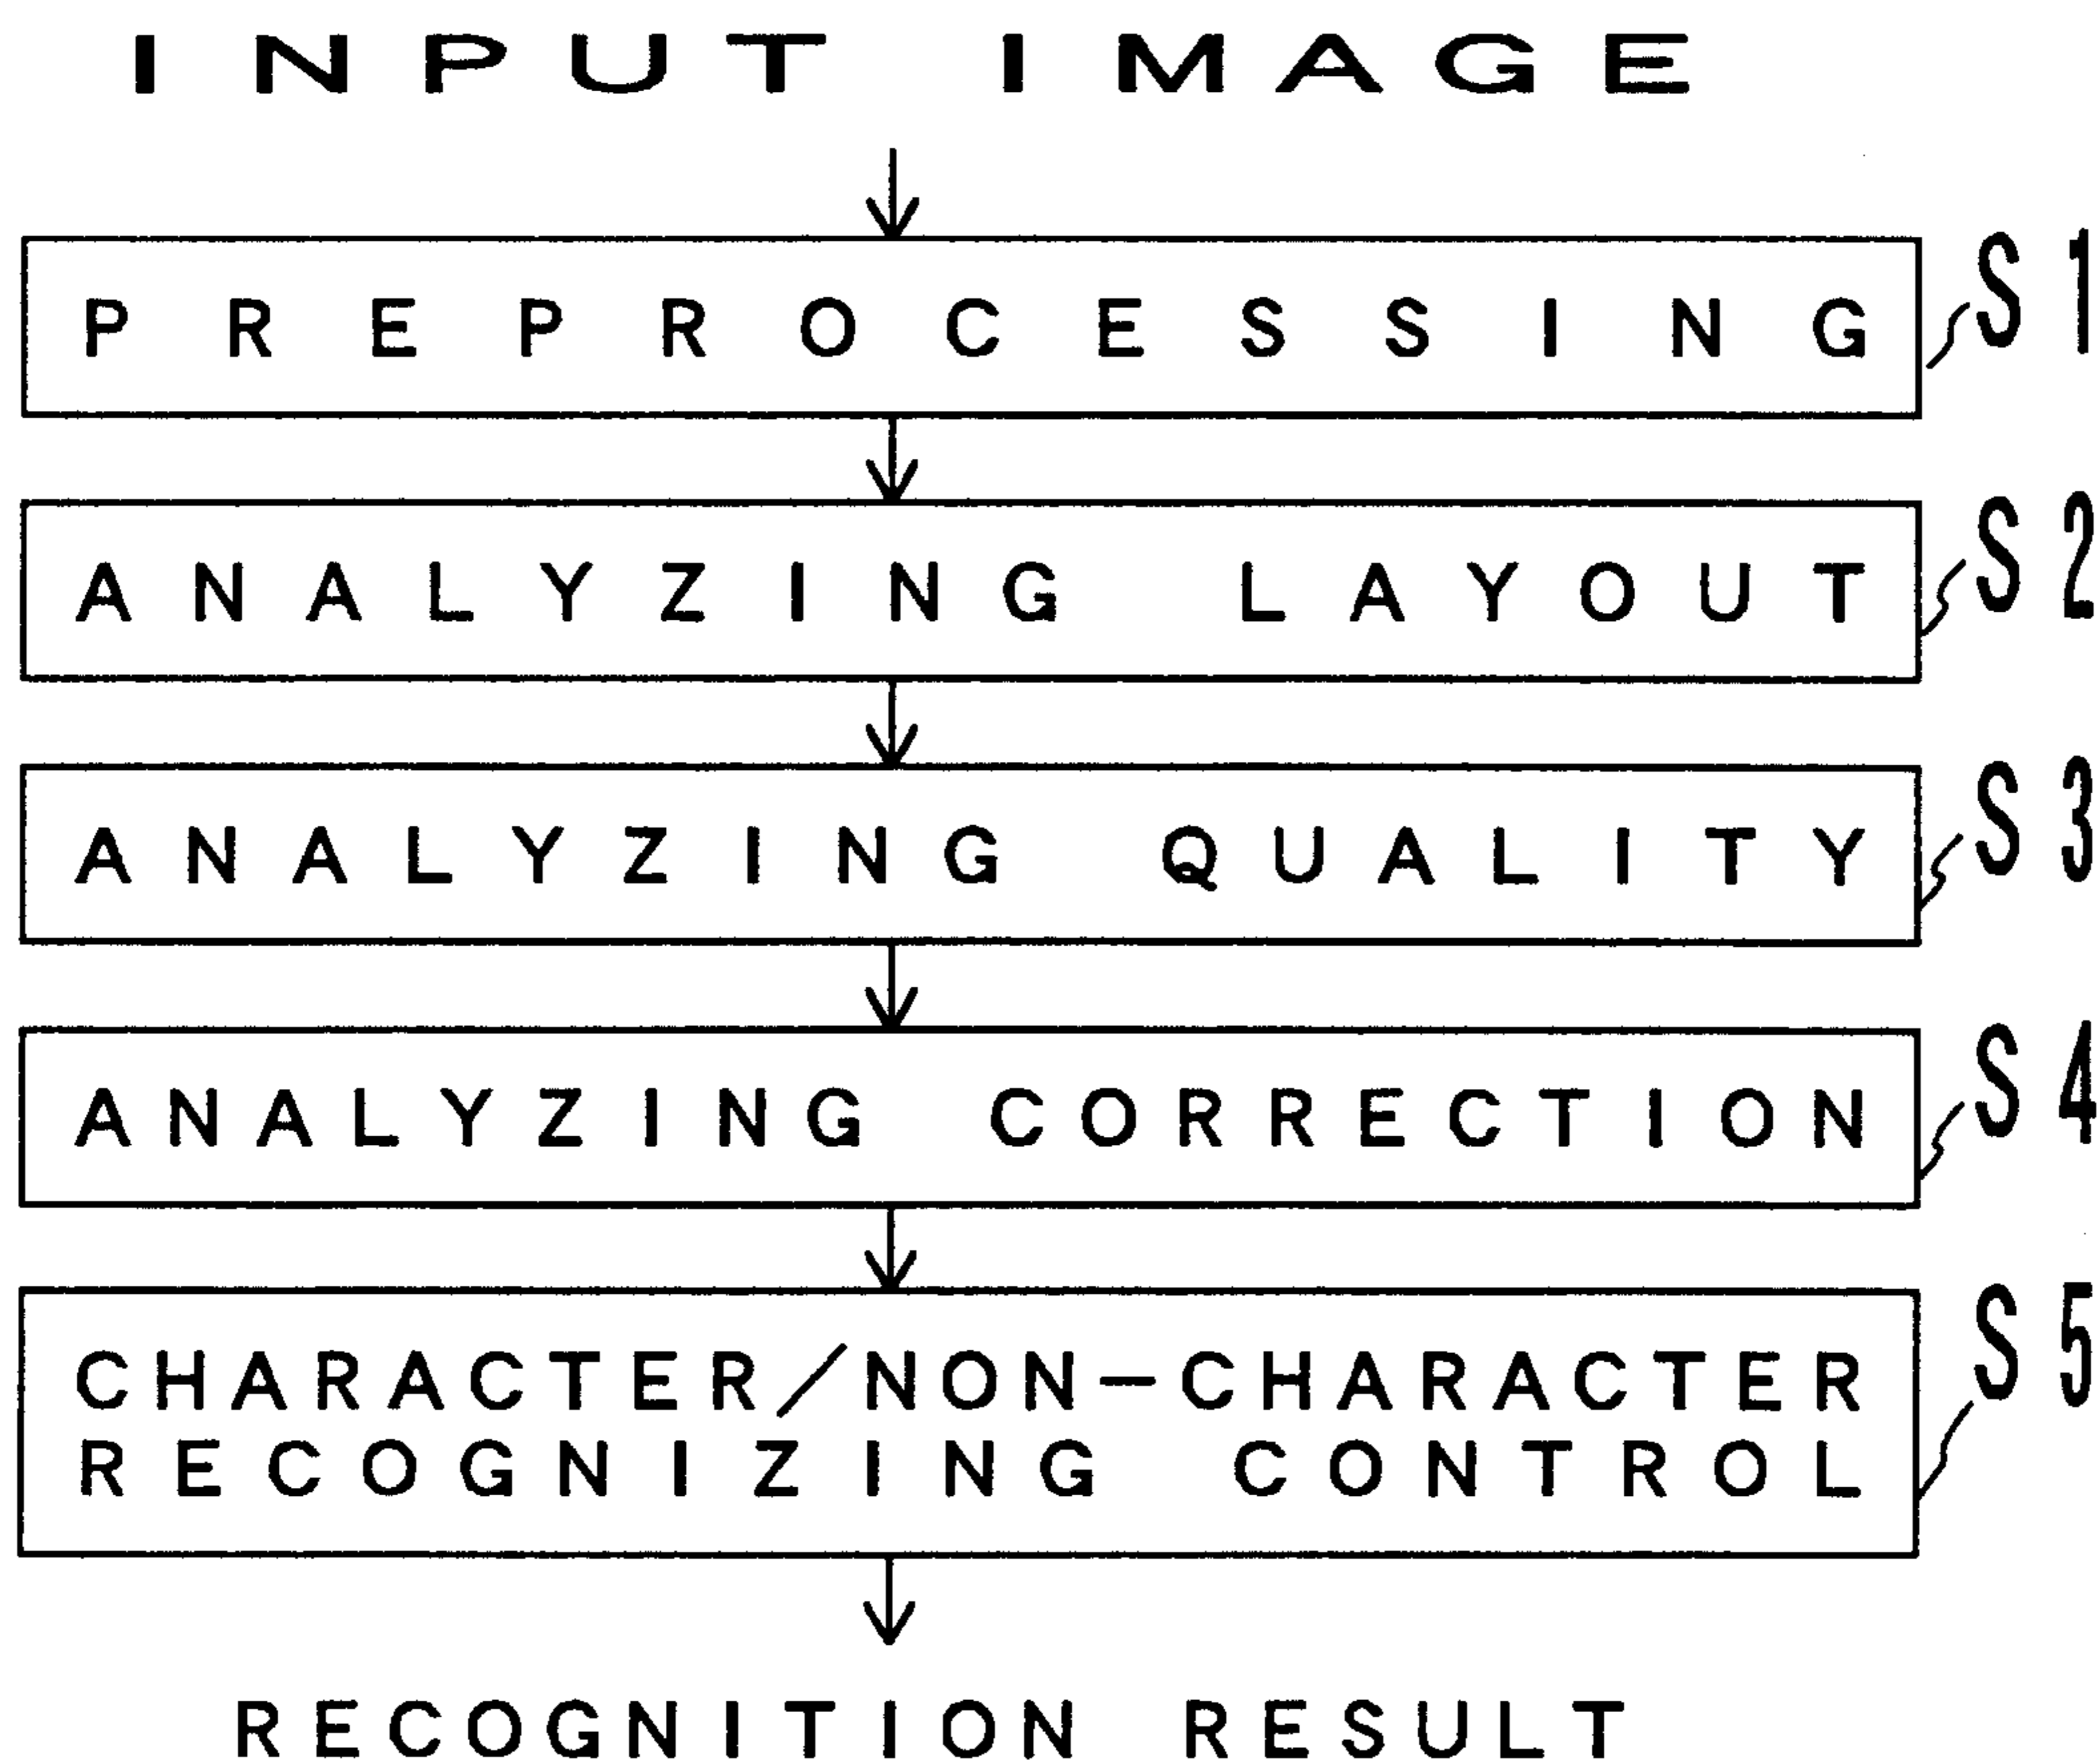 INPUT IMAGE
PREPROCESSING S1
ANALYZING LAYOUT S2
ANALYZING QUALITY S3
ANALYZING CORRECTION S4
CHARACTER/NON-CHARACTER S5
RECOGNIZING CONTROL
RECOGNITION RESULT